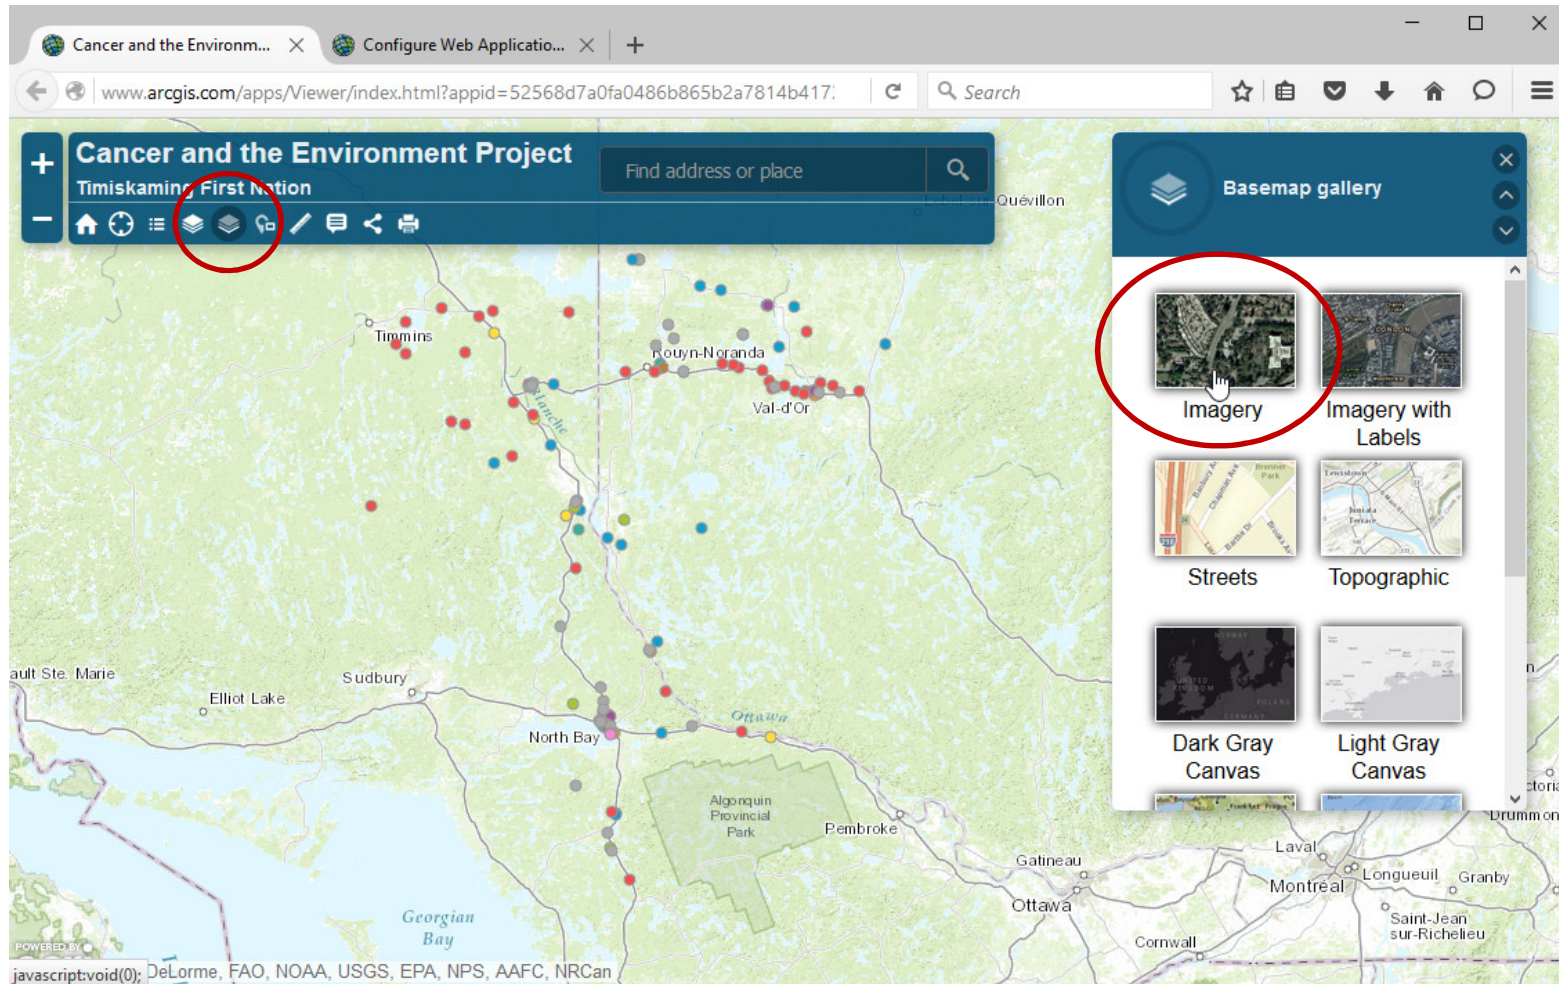 Cancer and the Environm...
Configure Web Applicatio...
www.arcgis.com/apps/Viewer/index.html?appid=52568d7a0fa0486b865b2a7814b417
Search
Cancer and the Environment Project
Timiskaming First Nation
Find address or place
Basemap gallery
Imagery
Imagery with
Labels
Streets
Topographic
Dark Gray
Canvas
Light Gray
Canvas
Quévillon
Timmins
Rouyn-Noranda
Val-d'Or
Blanche
ault Ste. Marie
Elliot Lake
Sudbury
North Bay
Ottawa
Algonquin
Provincial
Park
Pembroke
Gatineau
Ottawa
Laval
Montréal
Longueuil
Granby
Saint-Jean
sur-Richelieu
Cornwall
Drummon
Georgian
Bay
POWERED BY
javascript:void(0);
DeLorme, FAO, NOAA, USGS, EPA, NPS, AAFC, NRCan